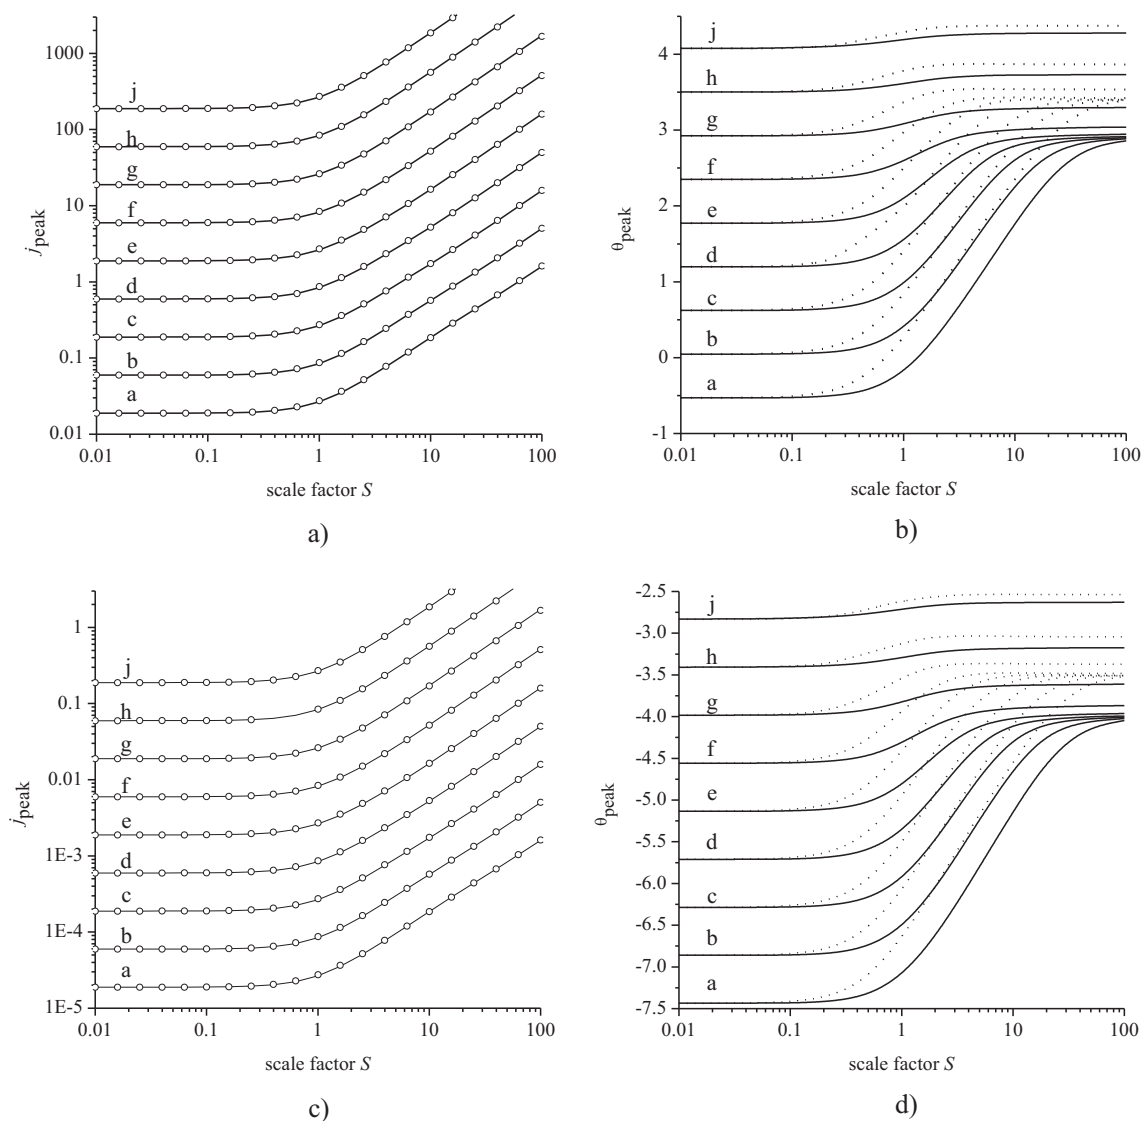 1000
100
10
1
0.1
0.01
j
h
g
f
e
d
c
b
a
jpeak
0.01 0.1 1 10 100
scale factor S
a)
4
3
2
1
0
-1
j
h
g
f
e
d
c
b
a
θpeak
0.01 0.1 1 10 100
scale factor S
b)
1
0.1
0.01
1E-3
1E-4
1E-5
j
h
g
f
e
d
c
b
a
jpeak
0.01 0.1 1 10 100
scale factor S
c)
-2.5
-3.0
-3.5
-4.0
-4.5
-5.0
-5.5
-6.0
-6.5
-7.0
-7.5
j
h
g
f
e
d
c
b
a
θpeak
0.01 0.1 1 10 100
scale factor S
d)